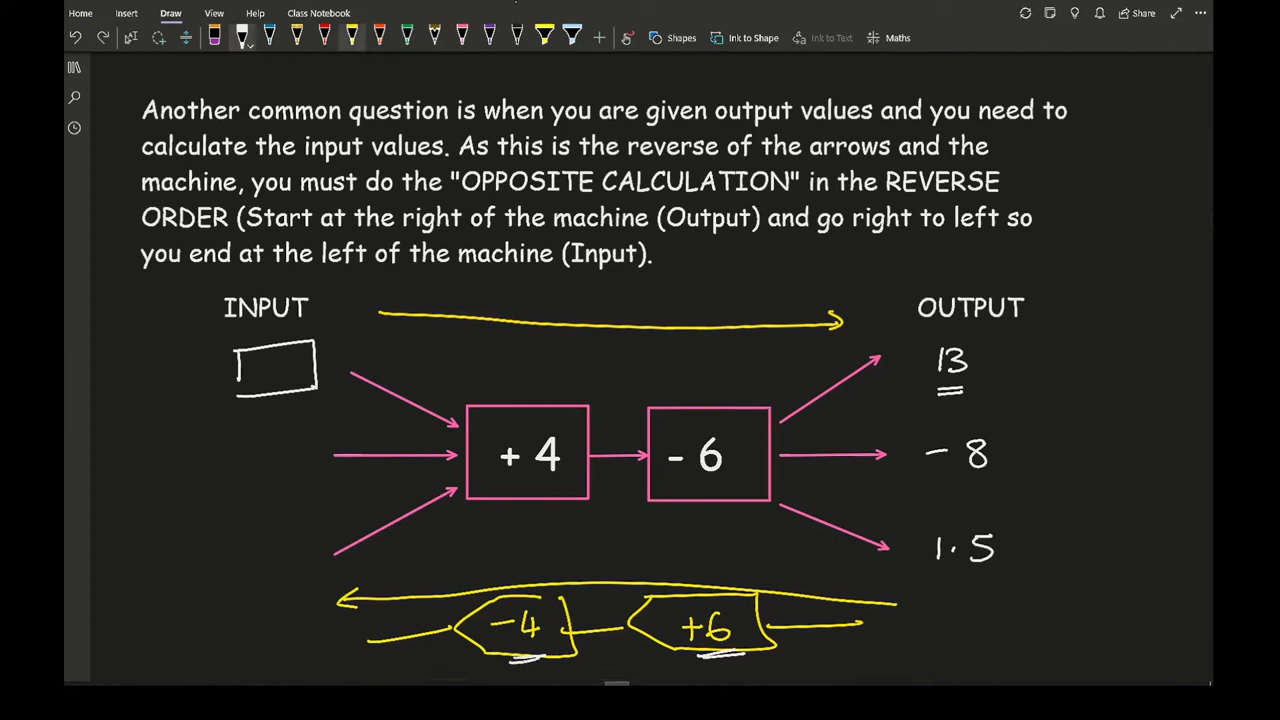 Home Insert Draw View Help Class Notebook Share
Shapes Ink to Shape Ink to Text Maths
Another common question is when you are given output values and you need to
calculate the input values. As this is the reverse of the arrows and the
machine, you must do the "OPPOSITE CALCULATION" in the REVERSE
ORDER (Start at the right of the machine (Output) and go right to left so
you end at the left of the machine (Input).
INPUT OUTPUT
13
+ 4 - 6 - 8
1.5
-4 +6